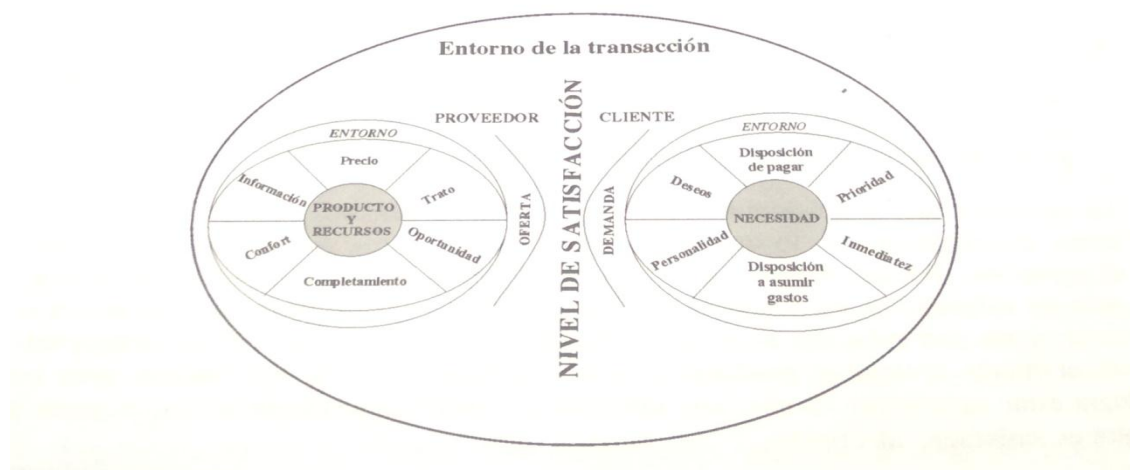 Entorno de la transacción
PROVEEDOR
ENTORNO
Precio
Trato
Oportunidad
Completamiento
Confort
Información
PRODUCTO
Y
RECURSOS
OFERTA
NIVEL DE SATISFACCIÓN
CLIENTE
DEMANDA
ENTORNO
Disposición
de pagar
Prioridad
Inmediatez
Disposición
a asumir
gastos
Personalidad
Deseos
NECESIDAD